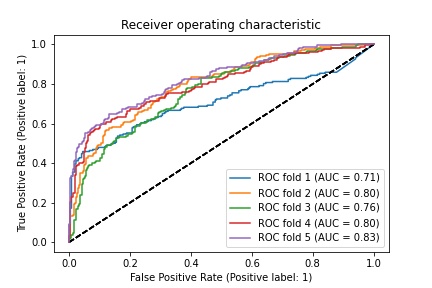 Receiver operating characteristic
True Positive Rate (Positive label: 1)
1.0
0.8
0.6
0.4
0.2
0.0
ROC fold 1 (AUC = 0.71)
ROC fold 2 (AUC = 0.80)
ROC fold 3 (AUC = 0.76)
ROC fold 4 (AUC = 0.80)
ROC fold 5 (AUC = 0.83)
0.0 0.2 0.4 0.6 0.8 1.0
False Positive Rate (Positive label: 1)